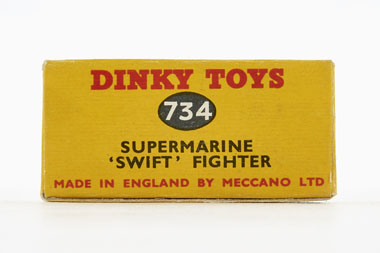 DINKY TOYS
734
SUPERMARINE
‘SWIFT’ FIGHTER
MADE IN ENGLAND BY MECCANO LTD